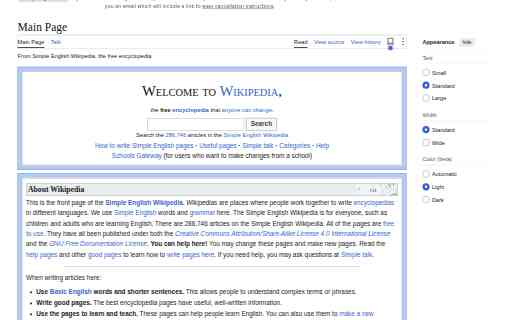 you an email which will include a link to easy cancellation instructions.
Main Page
Main Page Talk Read View source View history
From Simple English Wikipedia, the free encyclopedia
Appearance hide
Text
Small
Standard
Large
Width
Standard
Wide
Color (beta)
Automatic
Light
Dark
Welcome to Wikipedia,
the free encyclopedia that anyone can change.
Search
Search the 286,746 articles in the Simple English Wikipedia
How to write Simple English pages • Useful pages • Simple talk • Categories • Help
Schools Gateway (for users who want to make changes from a school)
About Wikipedia
This is the front page of the Simple English Wikipedia. Wikipedias are places where people work together to write encyclopedias
in different languages. We use Simple English words and grammar here. The Simple English Wikipedia is for everyone, such as
children and adults who are learning English. There are 286,746 articles on the Simple English Wikipedia. All of the pages are free
to use. They have all been published under both the Creative Commons Attribution/Share-Alike License 4.0 International License
and the GNU Free Documentation License. You can help here! You may change these pages and make new pages. Read the
help pages and other good pages to learn how to write pages here. If you need help, you may ask questions at Simple talk.
When writing articles here:
• Use Basic English words and shorter sentences. This allows people to understand complex terms or phrases.
• Write good pages. The best encyclopedia pages have useful, well-written information.
• Use the pages to learn and teach. These pages can help people learn English. You can also use them to make a new